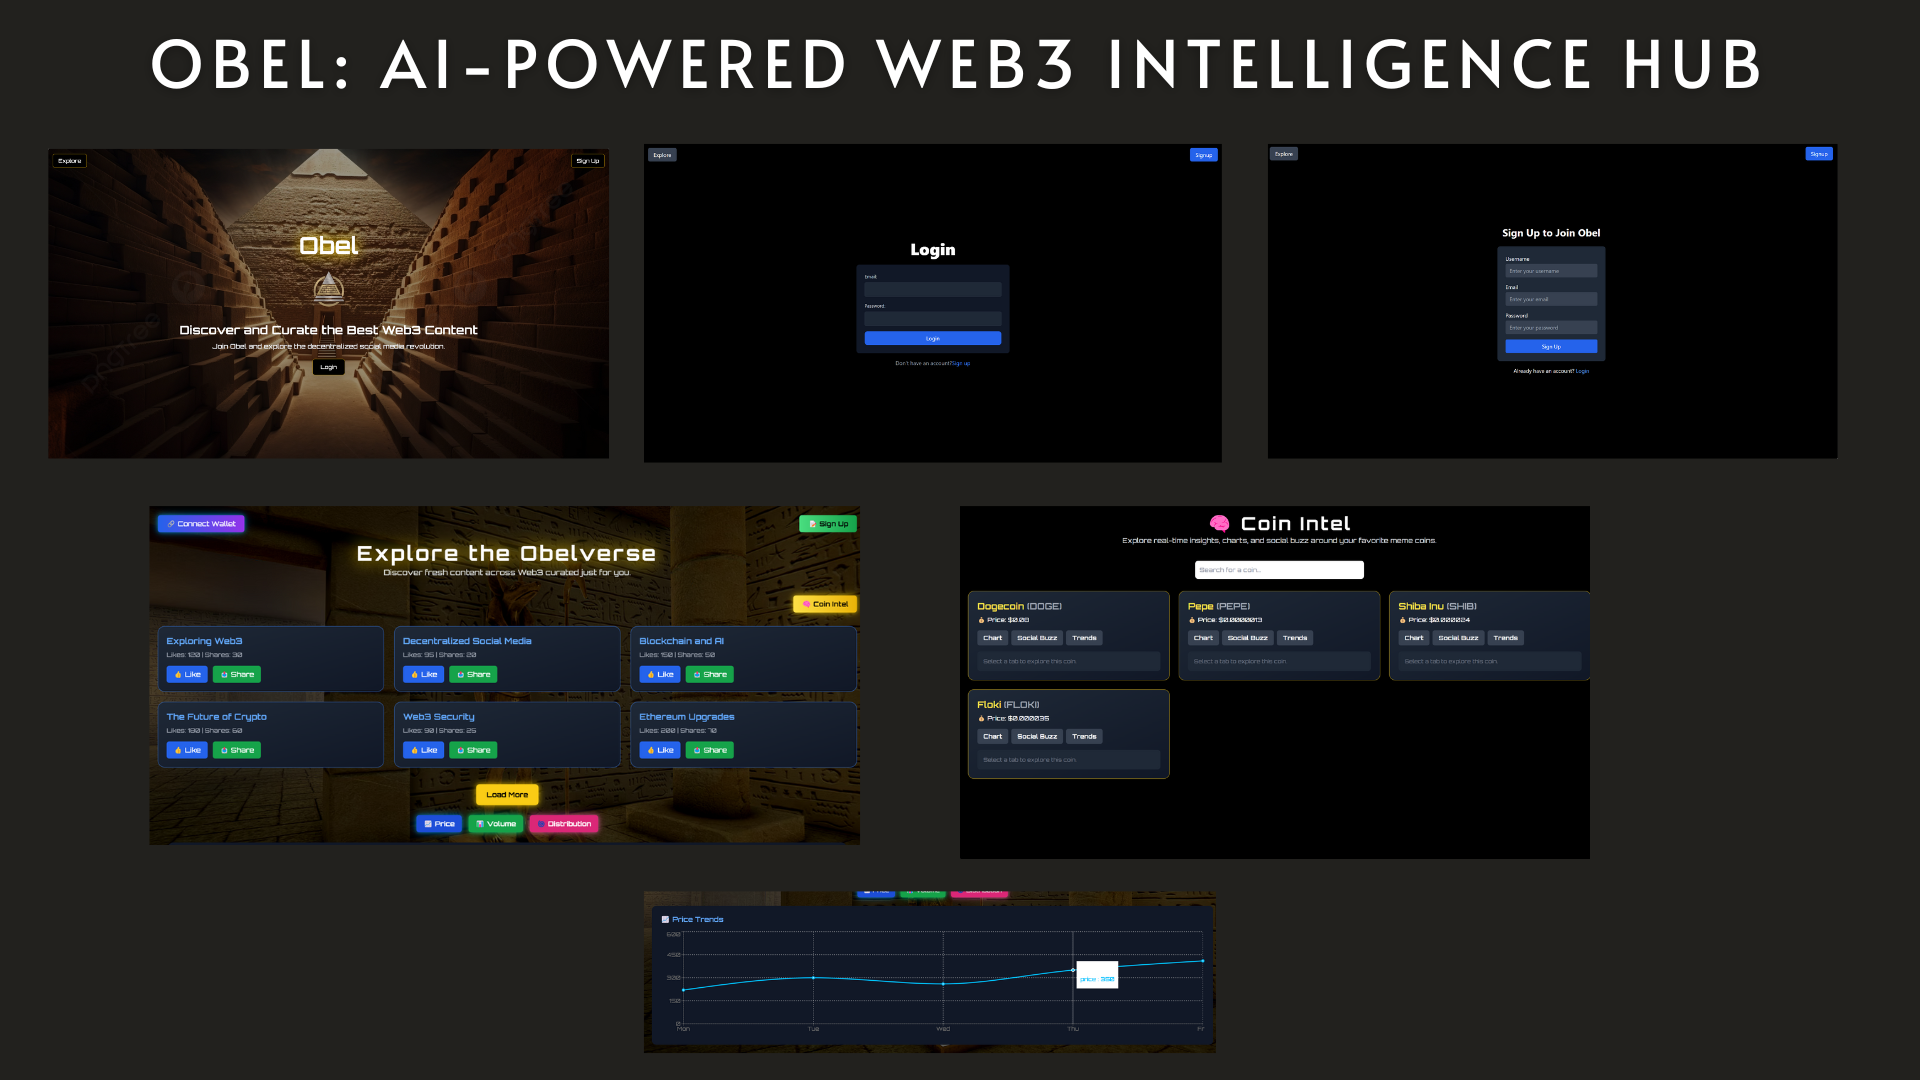 OBEL: AI-POWERED WEB3 INTELLIGENCE HUB
Explore
Sign Up
Obel
Discover and Curate the Best Web3 Content
Join Obel and explore the decentralized social media revolution.
Login
Explore
Signup
Login
Email:
Password:
Login
Don't have an account?Sign up
Explore
Signup
Sign Up to Join Obel
Username
Enter your username
Email
Enter your email
Password
Enter your password
Sign Up
Already have an account? Login
Connect Wallet
Sign Up
Explore the Obelverse
Discover fresh content across Web3 curated just for you.
Coin Intel
Exploring Web3
Likes: 120 | Shares: 30
Like
Share
Decentralized Social Media
Likes: 95 | Shares: 20
Like
Share
Blockchain and AI
Likes: 150 | Shares: 50
Like
Share
The Future of Crypto
Likes: 180 | Shares: 60
Like
Share
Web3 Security
Likes: 90 | Shares: 25
Like
Share
Ethereum Upgrades
Likes: 200 | Shares: 70
Like
Share
Load More
Price
Volume
Distribution
Coin Intel
Explore real-time insights, charts, and social buzz around your favorite meme coins.
Search for a coin...
Dogecoin (DOGE)
Price: $0.08
Chart
Social Buzz
Trends
Select a tab to explore this coin.
Pepe (PEPE)
Price: $0.0000013
Chart
Social Buzz
Trends
Select a tab to explore this coin.
Shiba Inu (SHIB)
Price: $0.000024
Chart
Social Buzz
Trends
Select a tab to explore this coin.
Floki (FLOKI)
Price: $0.000035
Chart
Social Buzz
Trends
Select a tab to explore this coin.
Price Trends
600
450
300
150
0
price : 350
Mon
Tue
Wed
Thu
Fri